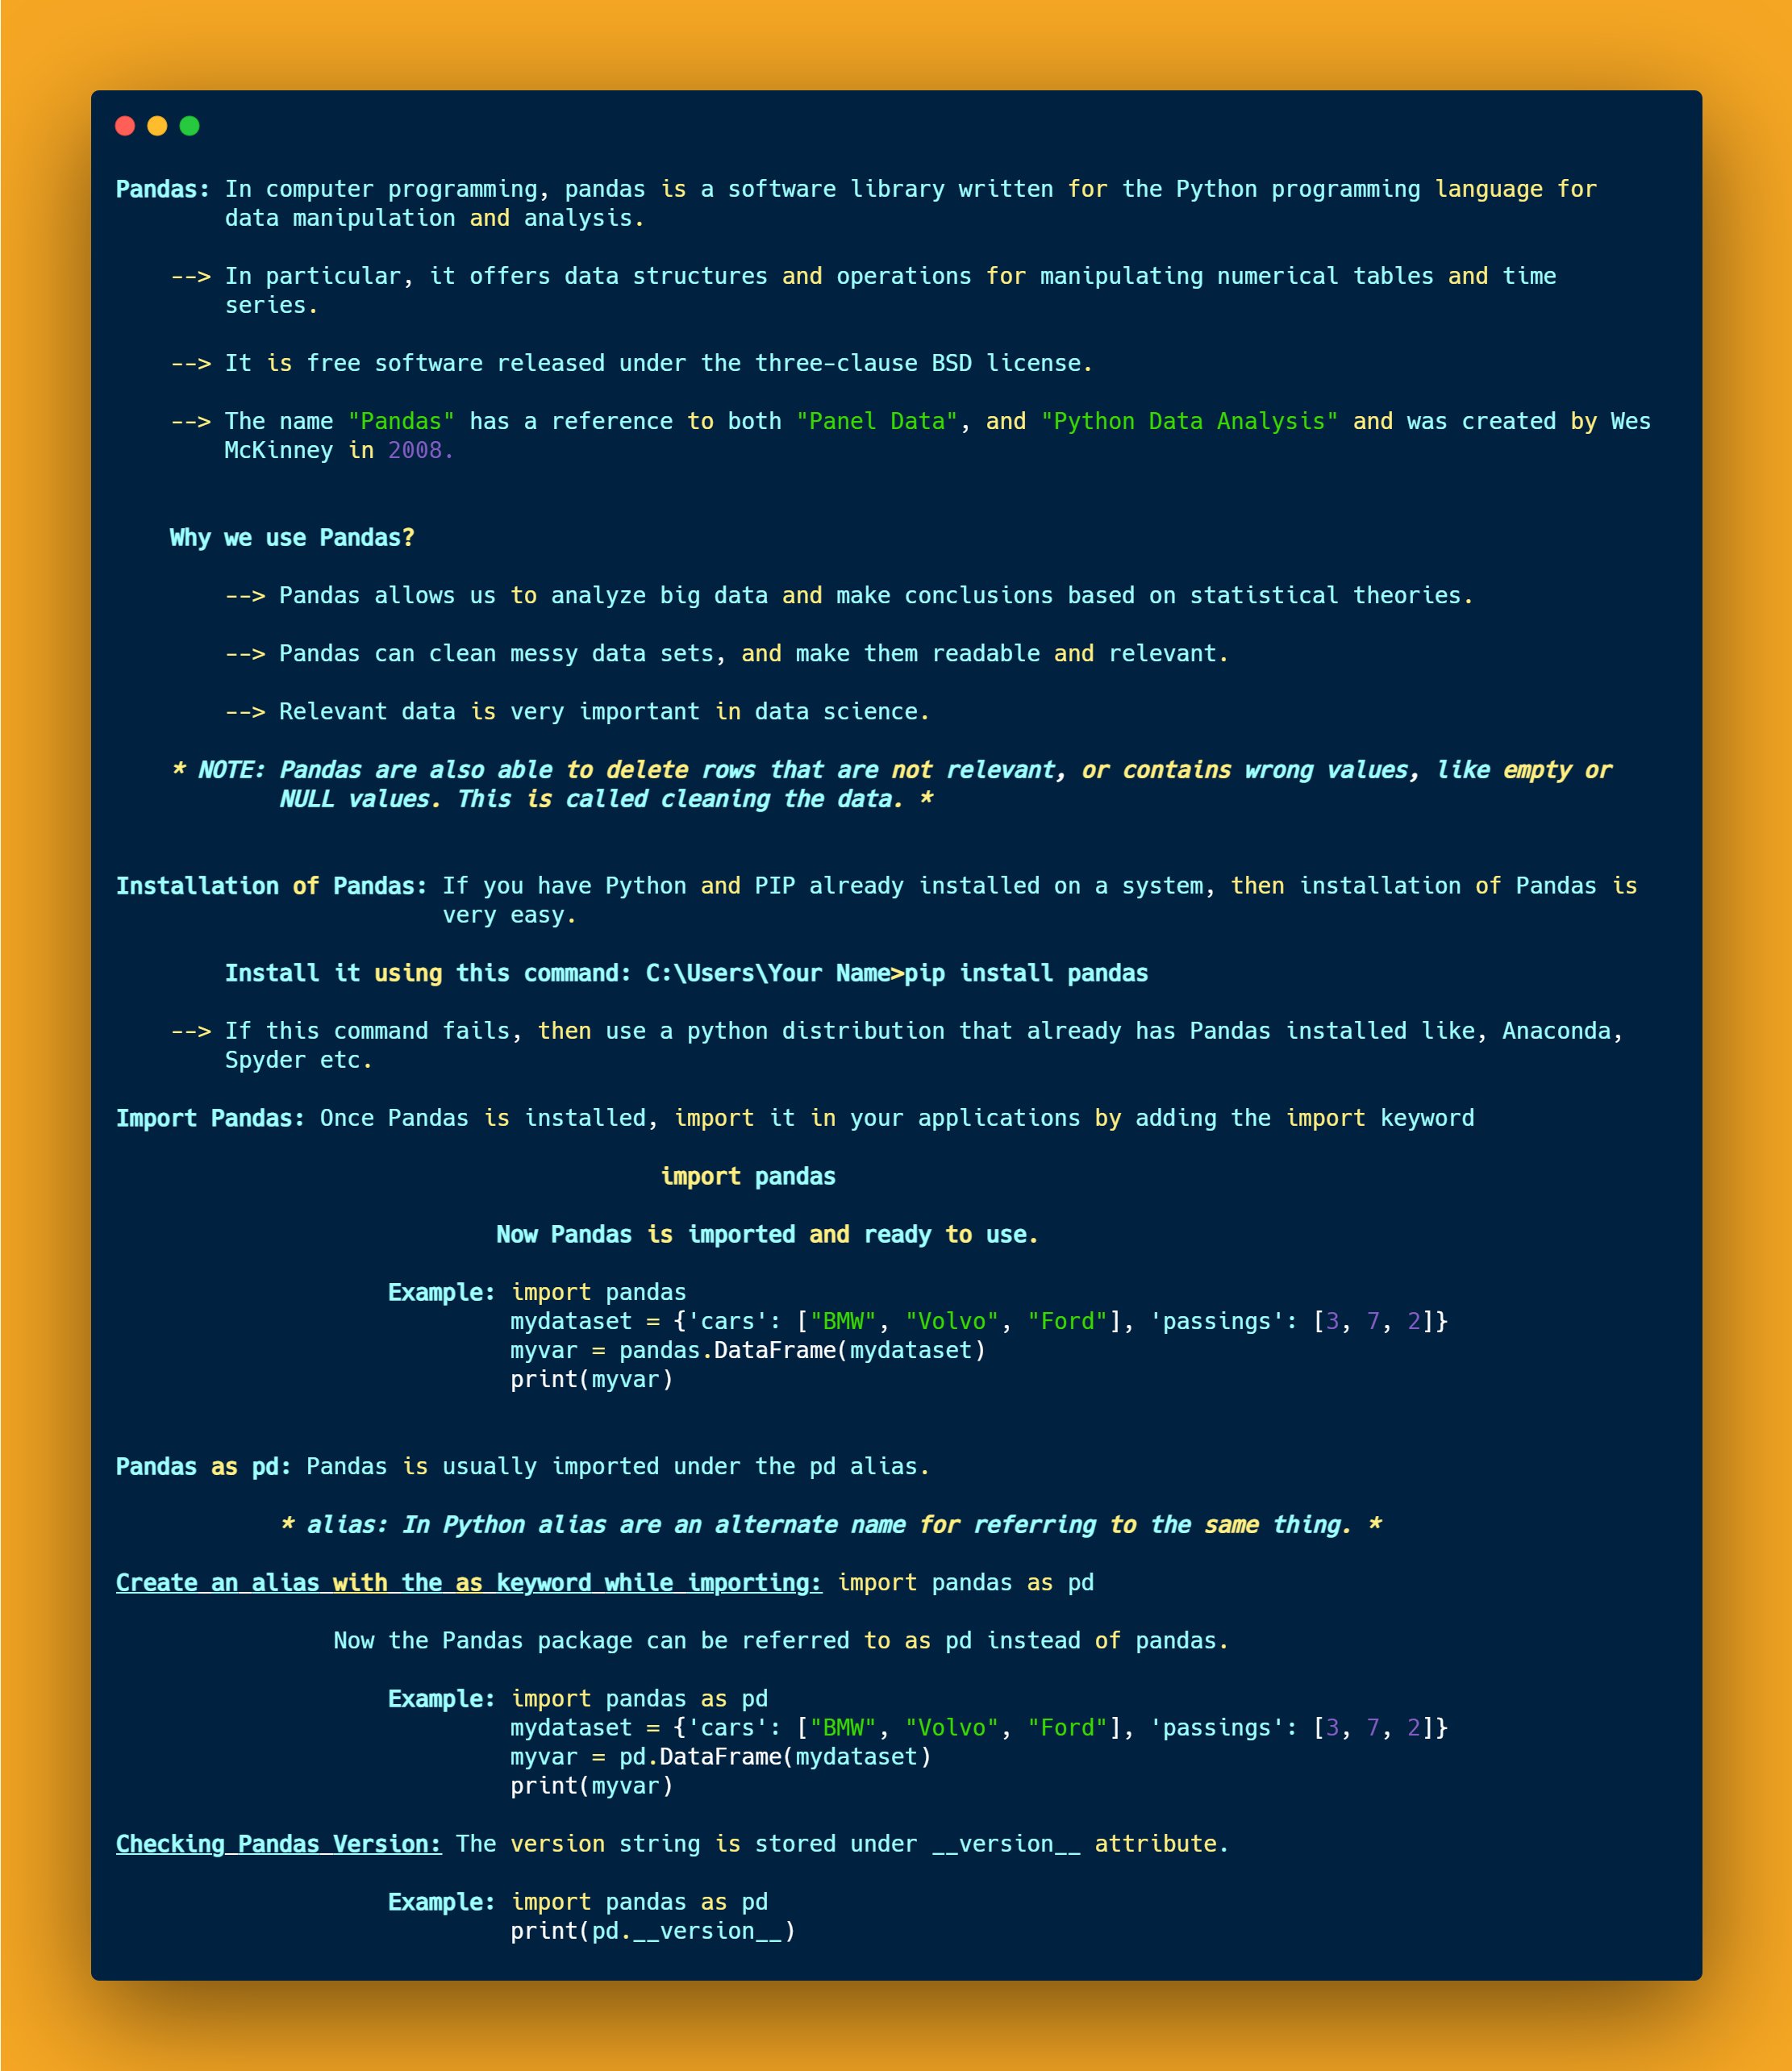 Pandas: In computer programming, pandas is a software library written for the Python programming language for
data manipulation and analysis.
--> In particular, it offers data structures and operations for manipulating numerical tables and time
series.
--> It is free software released under the three-clause BSD license.
--> The name "Pandas" has a reference to both "Panel Data", and "Python Data Analysis" and was created by Wes
McKinney in 2008.
Why we use Pandas?
--> Pandas allows us to analyze big data and make conclusions based on statistical theories.
--> Pandas can clean messy data sets, and make them readable and relevant.
--> Relevant data is very important in data science.
* NOTE: Pandas are also able to delete rows that are not relevant, or contains wrong values, like empty or
NULL values. This is called cleaning the data. *
Installation of Pandas: If you have Python and PIP already installed on a system, then installation of Pandas is
very easy.
Install it using this command: C:\Users\Your Name>pip install pandas
--> If this command fails, then use a python distribution that already has Pandas installed like, Anaconda,
Spyder etc.
Import Pandas: Once Pandas is installed, import it in your applications by adding the import keyword
import pandas
Now Pandas is imported and ready to use.
Example: import pandas
mydataset = {'cars': ["BMW", "Volvo", "Ford"], 'passings': [3, 7, 2]}
myvar = pandas.DataFrame(mydataset)
print(myvar)
Pandas as pd: Pandas is usually imported under the pd alias.
* alias: In Python alias are an alternate name for referring to the same thing. *
Create an alias with the as keyword while importing: import pandas as pd
Now the Pandas package can be referred to as pd instead of pandas.
Example: import pandas as pd
mydataset = {'cars': ["BMW", "Volvo", "Ford"], 'passings': [3, 7, 2]}
myvar = pd.DataFrame(mydataset)
print(myvar)
Checking Pandas Version: The version string is stored under __version__ attribute.
Example: import pandas as pd
print(pd.__version__)